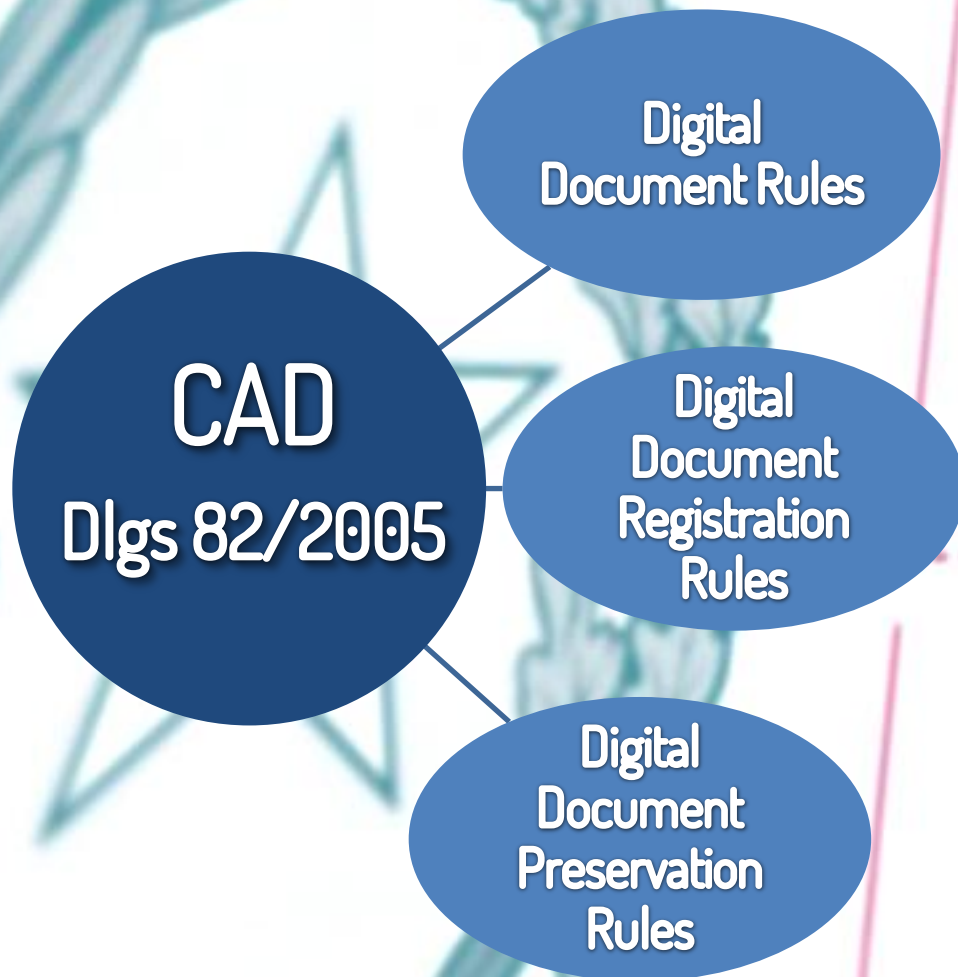 CAD
Dlgs 82/2005
Digital
Document Rules
Digital
Document
Registration
Rules
Digital
Document
Preservation
Rules